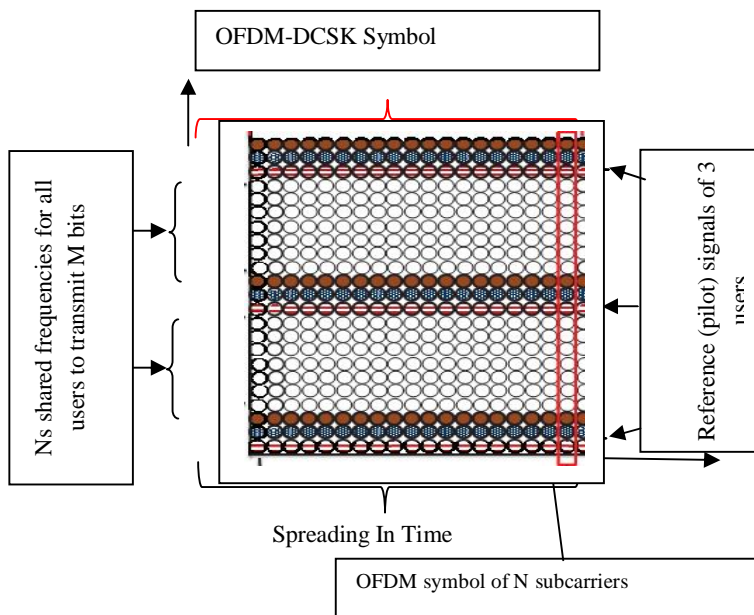 OFDM-DCSK Symbol
Ns shared frequencies for all
users to transmit M bits
Reference (pilot) signals of 3
users
Spreading In Time
OFDM symbol of N subcarriers